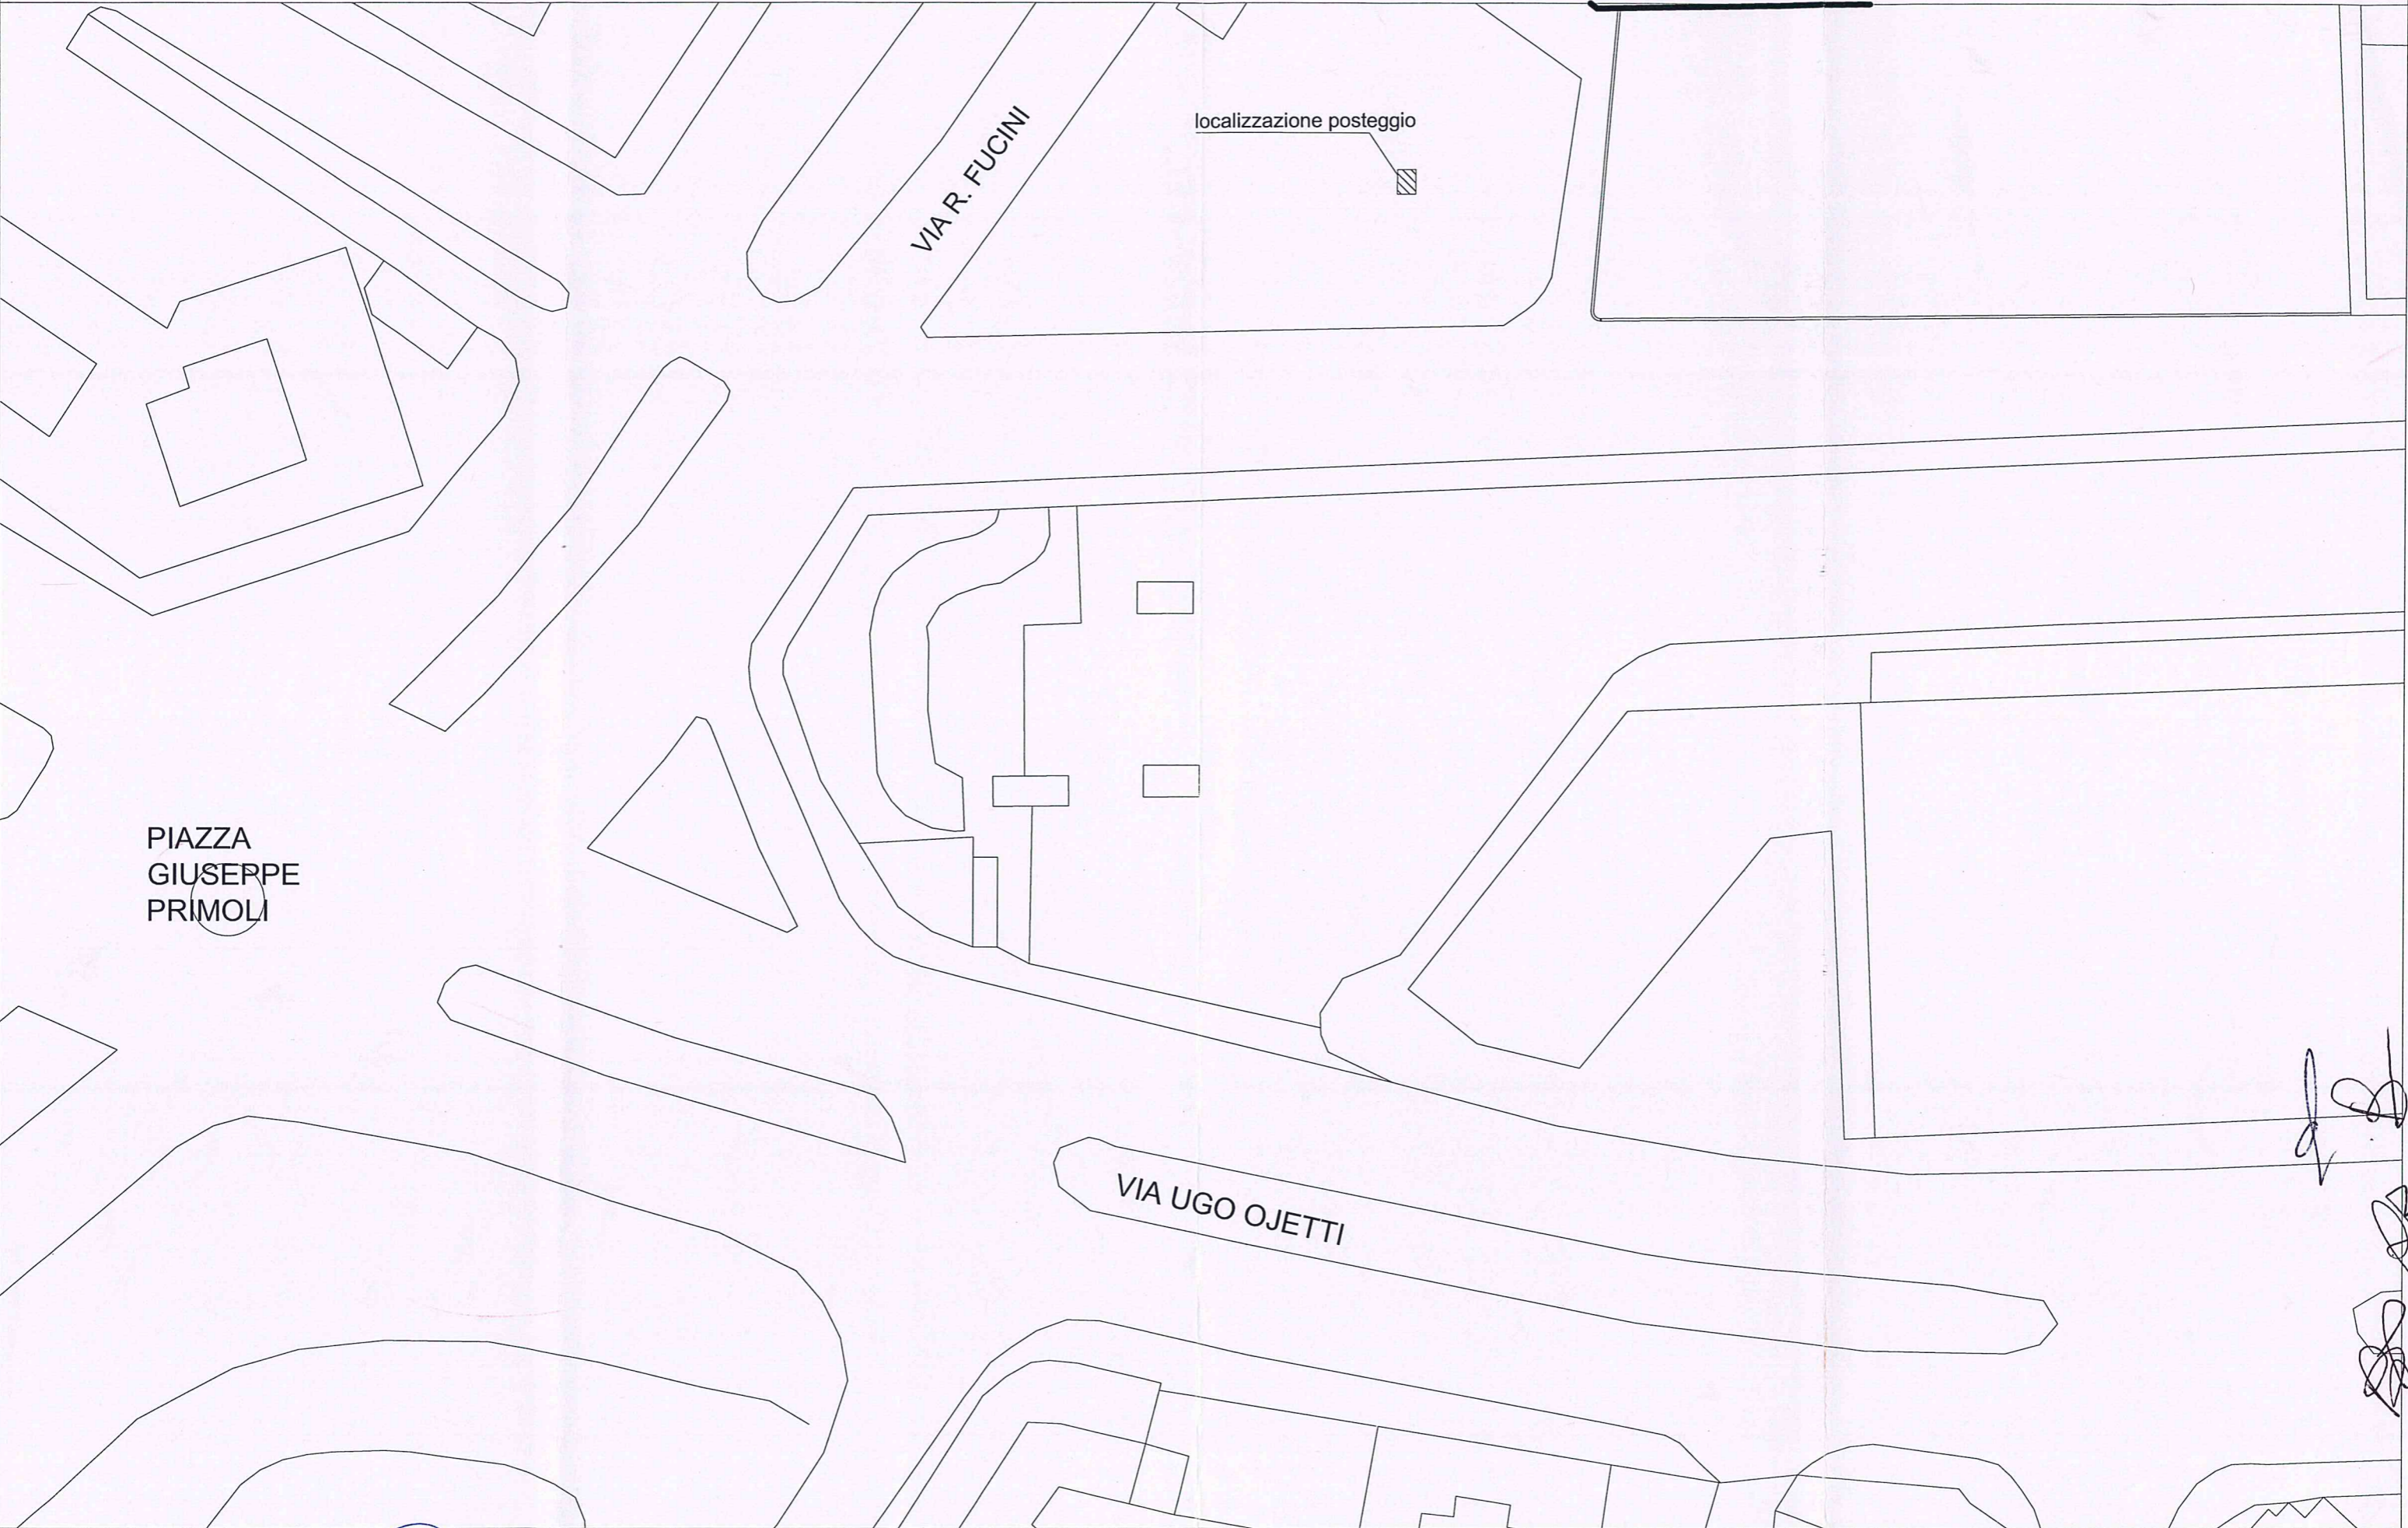 localizzazione posteggio
VIA R. FUCINI
PIAZZA
GIUSEPPE
PRIMOLI
VIA UGO OJETTI